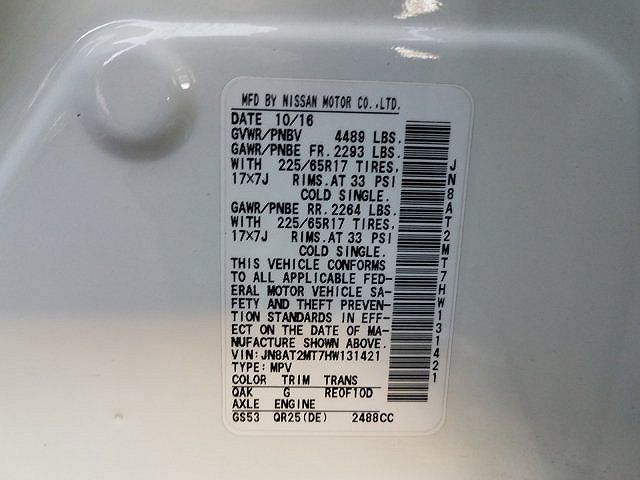 MFD BY NISSAN MOTOR CO.,LTD.
DATE 10/16
GVWR/PNBV 4489 LBS.
GAWR/PNBE FR.2293 LBS.
WITH 225/65R17 TIRES,
17×7J RIMS.AT 33 PSI
COLD SINGLE.
GAWR/PNBE RR.2264 LBS.
WITH 225/65R17 TIRES,
17×7J RIMS.AT 33 PSI
COLD SINGLE.
THIS VEHICLE CONFORMS
TO ALL APPLICABLE FED-
ERAL MOTOR VEHICLE SA-
FETY AND THEFT PREVEN-
TION STANDARDS IN EFF-
ECT ON THE DATE OF MA-
NUFACTURE SHOWN ABOVE.
VIN:JN8AT2MT7HW131421
TYPE:MPV
COLOR TRIM TRANS
QAK G RE0F10D
AXLE ENGINE
GS53 QR25(DE) 2488CC
JN8AT2MT7HW131421